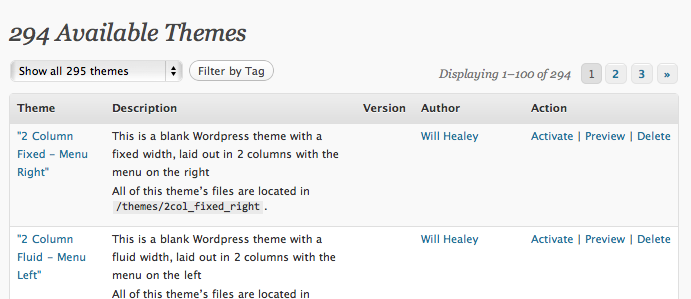 294 Available Themes
Show all 295 themes Filter by Tag Displaying 1–100 of 294 1 2 3 »
Theme Description Version Author Action
"2 Column This is a blank Wordpress theme with a Will Healey Activate | Preview | Delete
Fixed – Menu fixed width, laid out in 2 columns with the
Right" menu on the right
All of this theme's files are located in
/themes/2col_fixed_right.
"2 Column This is a blank Wordpress theme with a Will Healey Activate | Preview | Delete
Fluid – Menu fluid width, laid out in 2 columns with the
Left" menu on the left
All of this theme's files are located in